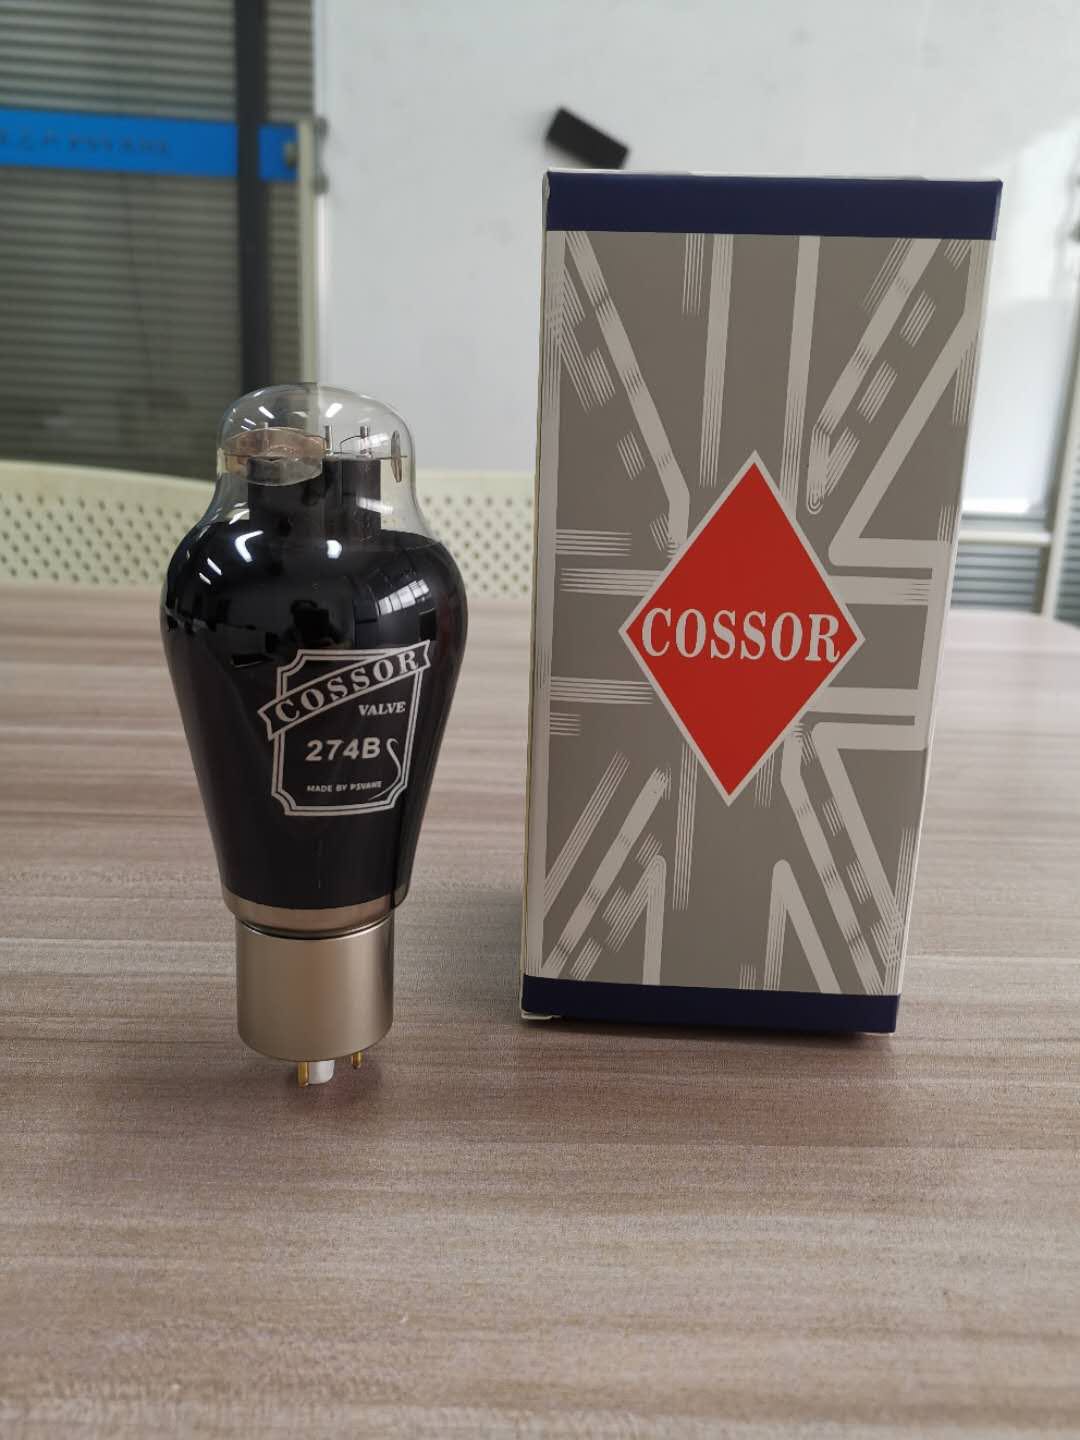 COSSOR
VALVE
274B
MADE BY PSVANE
COSSOR